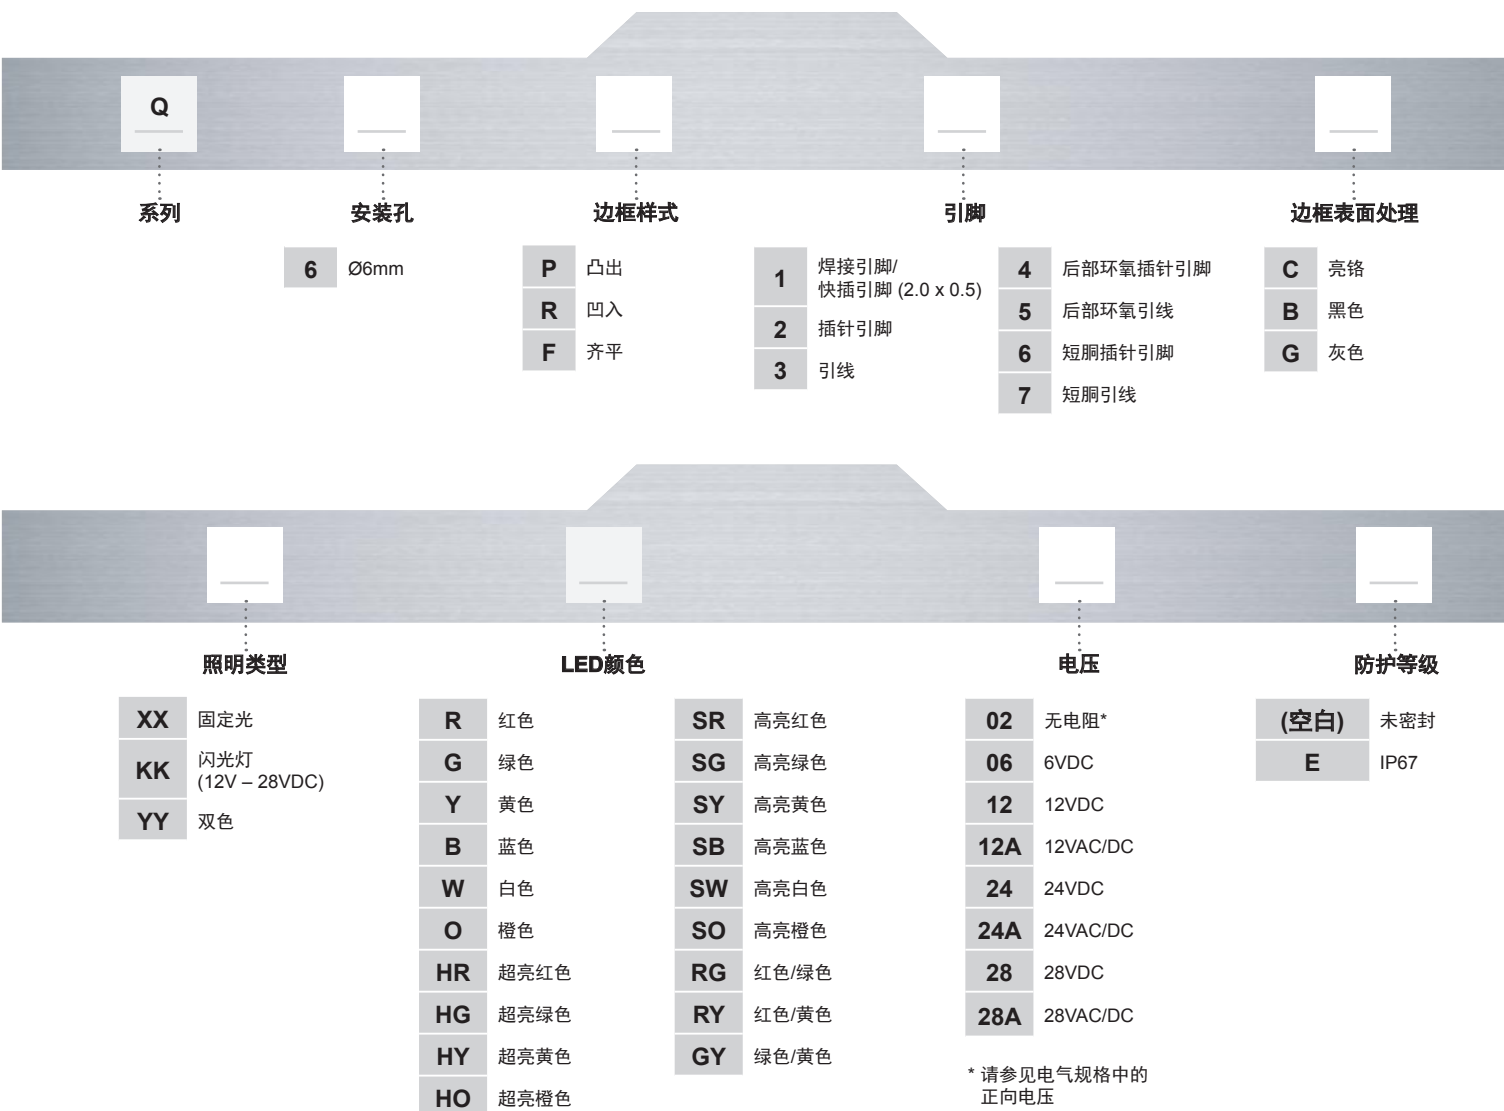 Q
系列
安装孔
边框样式
引脚
边框表面处理
6 Ø6mm
P 凸出
R 凹入
F 齐平
1 焊接引脚/
快插引脚 (2.0 x 0.5)
2 插针引脚
3 引线
4 后部环氧插针引脚
5 后部环氧引线
6 短胴插针引脚
7 短胴引线
C 亮铬
B 黑色
G 灰色
照明类型
LED颜色
电压
防护等级
XX 固定光
KK 闪光灯
(12V – 28VDC)
YY 双色
R 红色
G 绿色
Y 黄色
B 蓝色
W 白色
O 橙色
HR 超亮红色
HG 超亮绿色
HY 超亮黄色
HO 超亮橙色
SR 高亮红色
SG 高亮绿色
SY 高亮黄色
SB 高亮蓝色
SW 高亮白色
SO 高亮橙色
RG 红色/绿色
RY 红色/黄色
GY 绿色/黄色
02 无电阻*
06 6VDC
12 12VDC
12A 12VAC/DC
24 24VDC
24A 24VAC/DC
28 28VDC
28A 28VAC/DC
* 请参见电气规格中的
正向电压
(空白) 未密封
E IP67